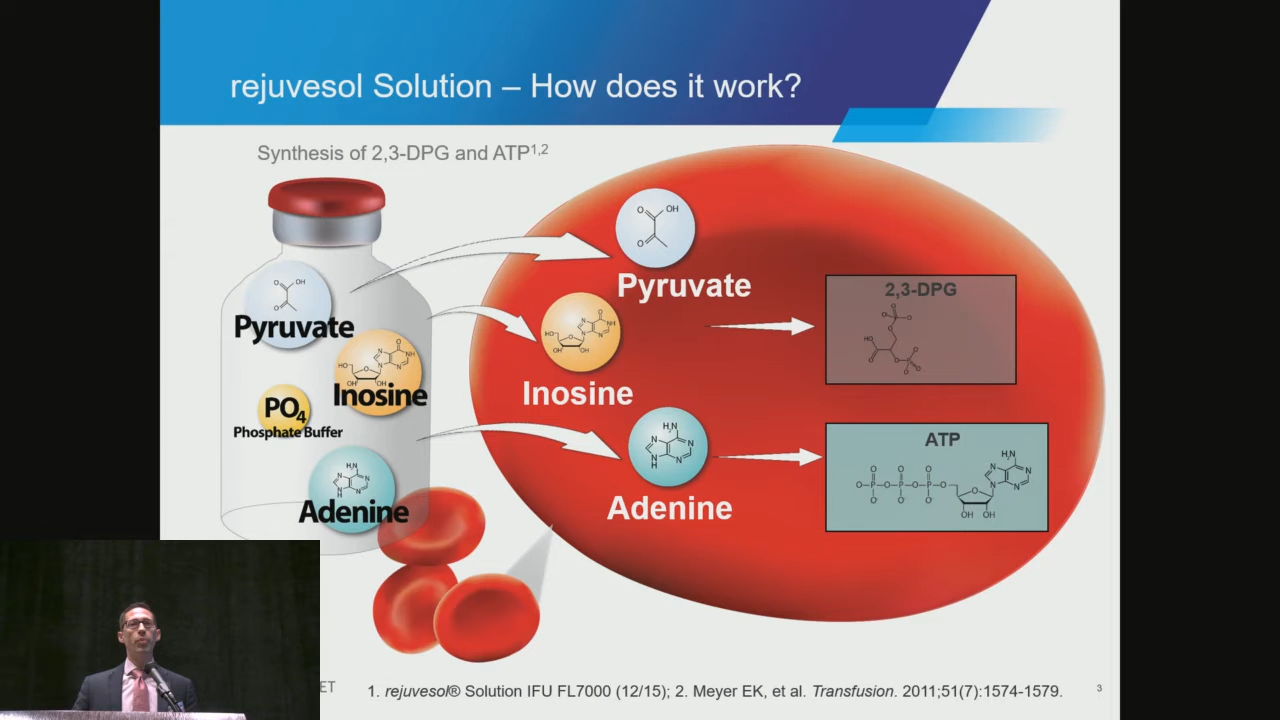 rejuvesol Solution – How does it work?
Synthesis of 2,3-DPG and ATP1,2
Pyruvate
Inosine
PO4
Phosphate Buffer
Adenine
O
OH
O
Pyruvate
Inosine
Adenine
2,3-DPG
ATP
ET
1. rejuvesol® Solution IFU FL7000 (12/15); 2. Meyer EK, et al. Transfusion. 2011;51(7):1574-1579.
3